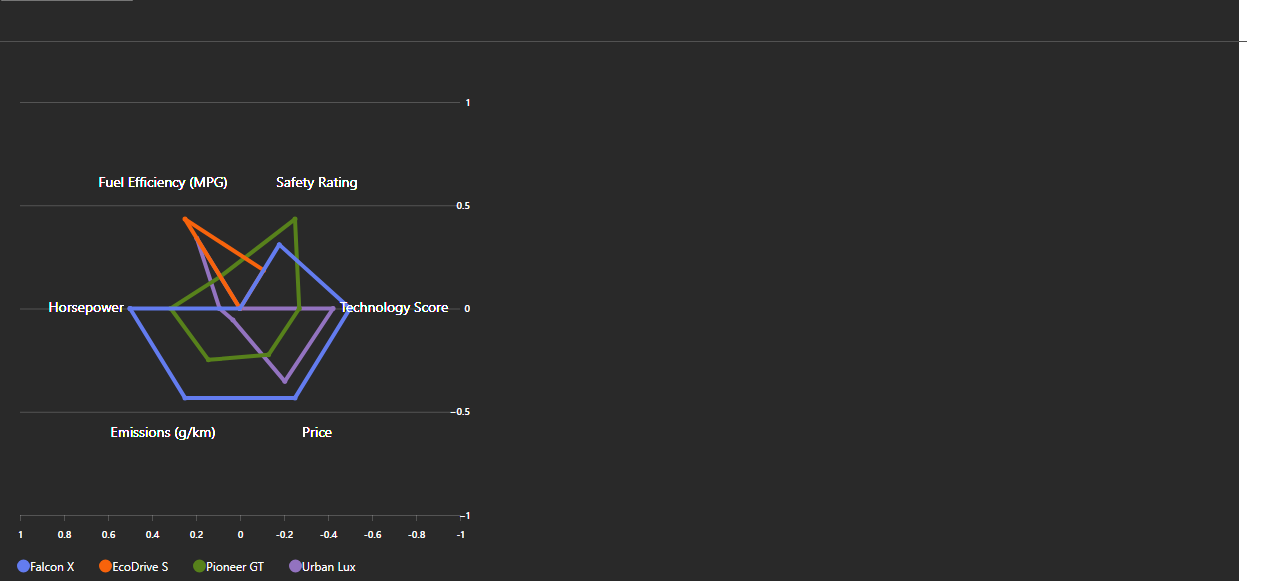 1
Fuel Efficiency (MPG) Safety Rating
0.5
Horsepower Technology Score 0
−0.5
Emissions (g/km) Price
−1
1 0.8 0.6 0.4 0.2 0 -0.2 -0.4 -0.6 -0.8 -1
Falcon X EcoDrive S Pioneer GT Urban Lux